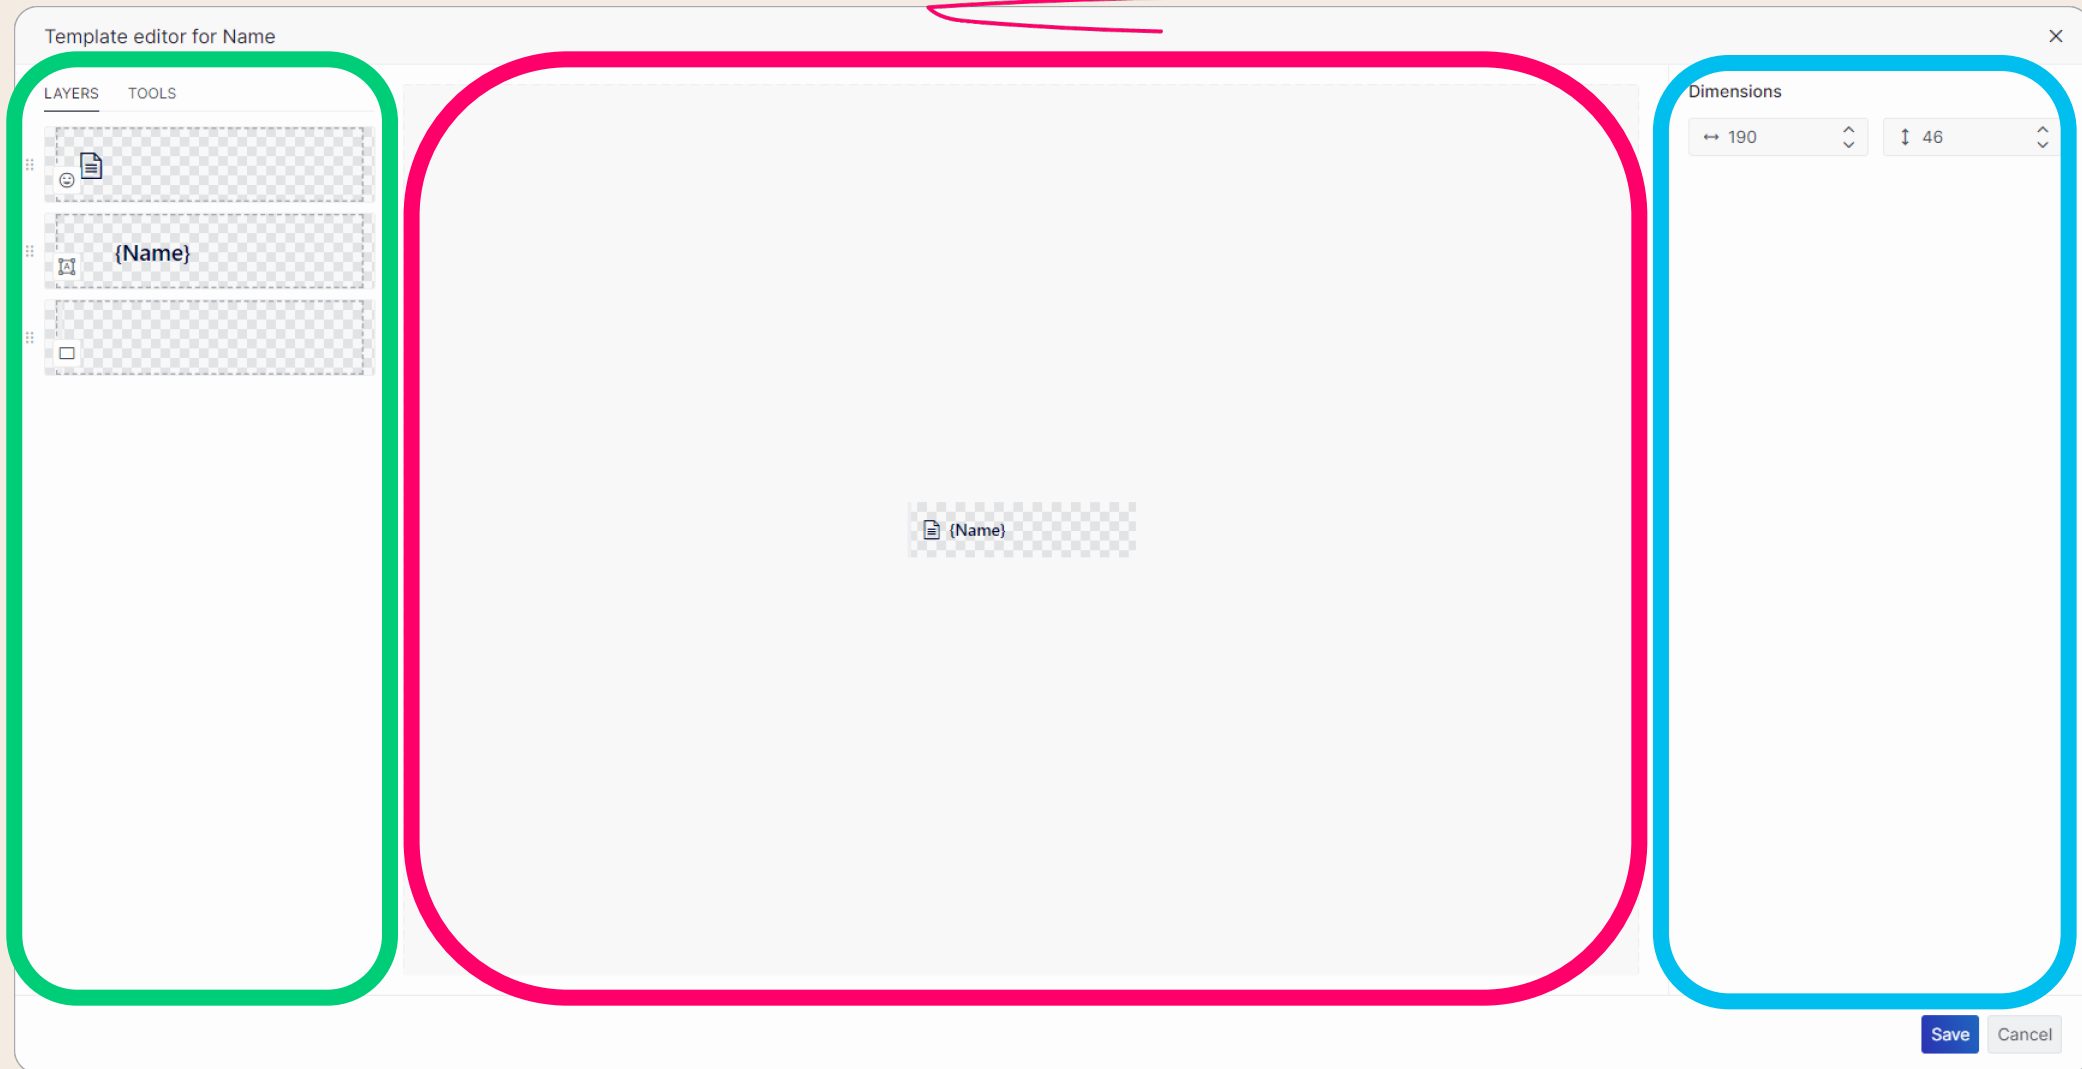 Template editor for Name
LAYERS TOOLS
{Name}
{Name}
Dimensions
190 46
Save Cancel